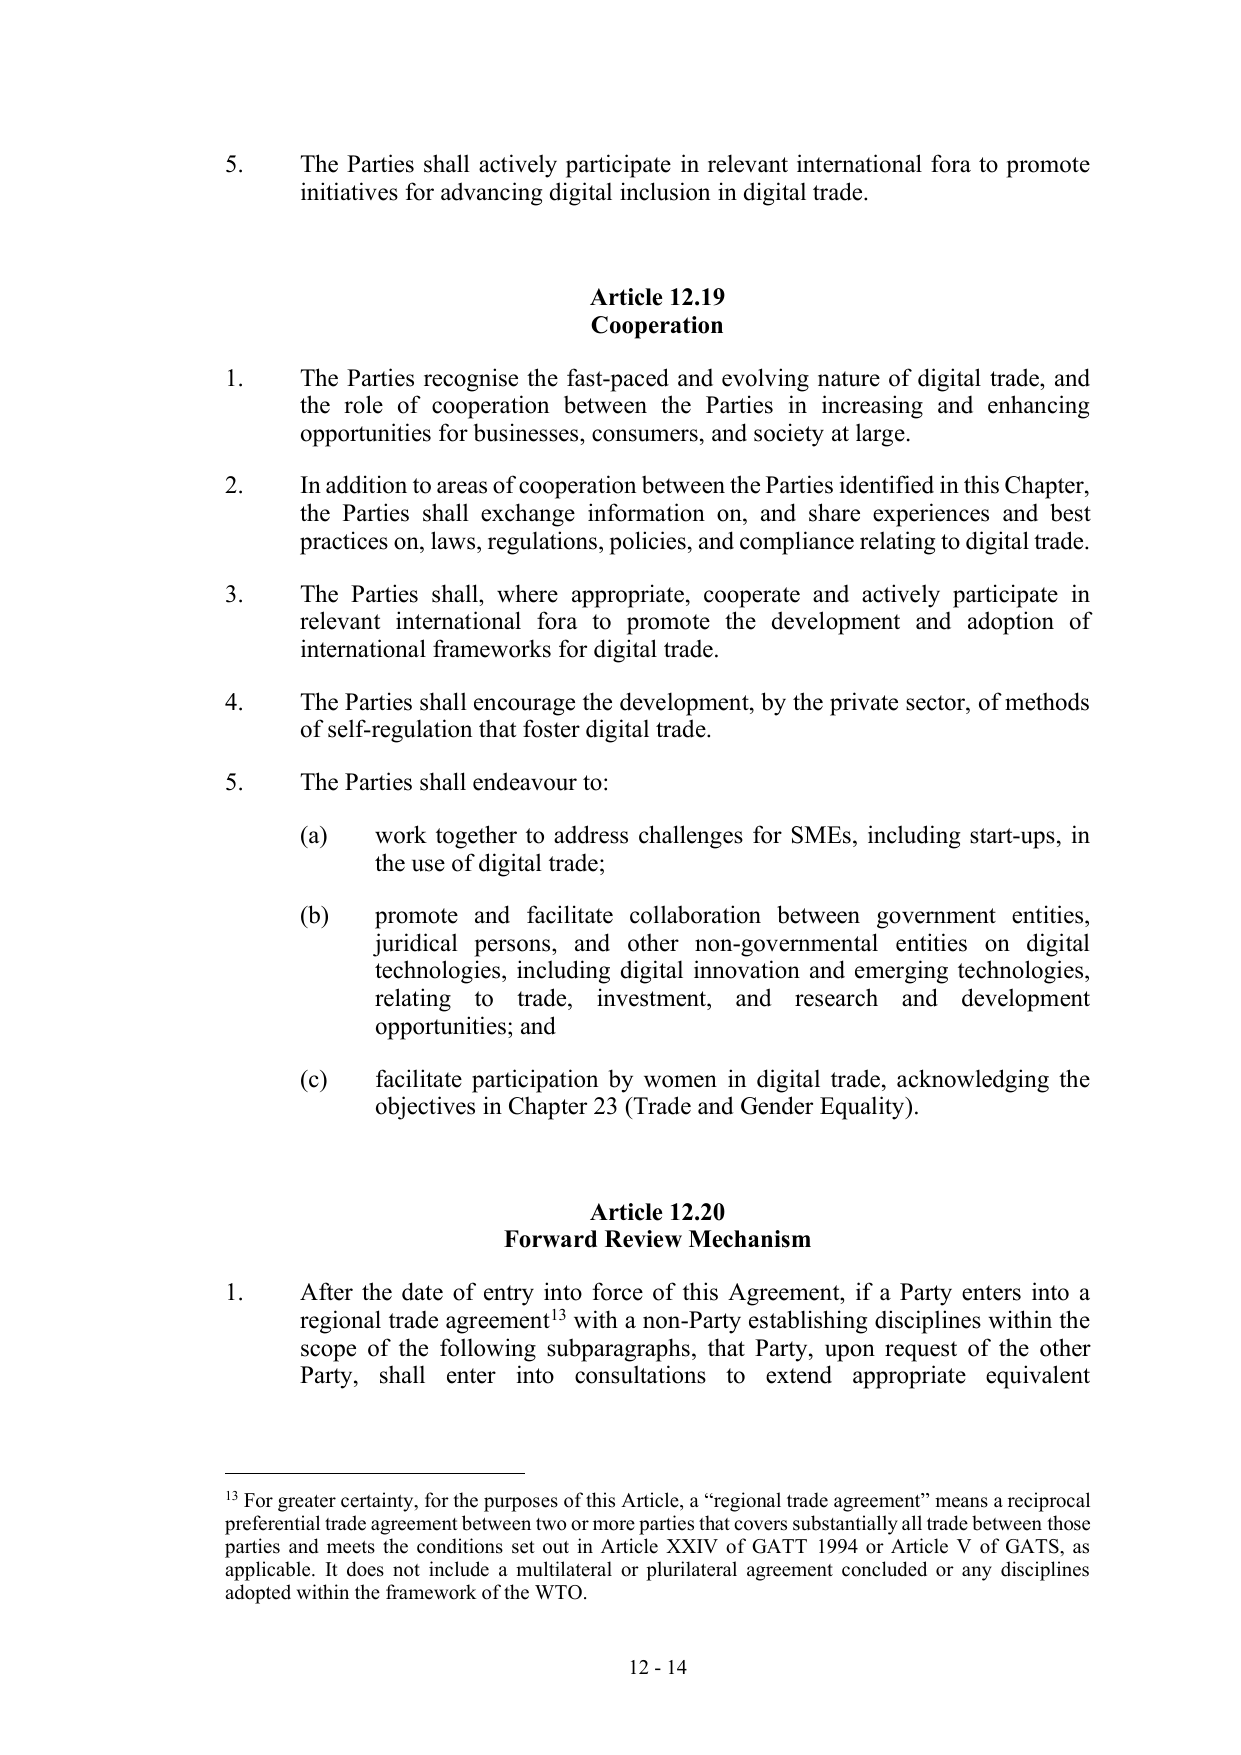 5. The Parties shall actively participate in relevant international fora to promote
initiatives for advancing digital inclusion in digital trade.
Article 12.19
Cooperation
1. The Parties recognise the fast-paced and evolving nature of digital trade, and
the role of cooperation between the Parties in increasing and enhancing
opportunities for businesses, consumers, and society at large.
2. In addition to areas of cooperation between the Parties identified in this Chapter,
the Parties shall exchange information on, and share experiences and best
practices on, laws, regulations, policies, and compliance relating to digital trade.
3. The Parties shall, where appropriate, cooperate and actively participate in
relevant international fora to promote the development and adoption of
international frameworks for digital trade.
4. The Parties shall encourage the development, by the private sector, of methods
of self-regulation that foster digital trade.
5. The Parties shall endeavour to:
(a) work together to address challenges for SMEs, including start-ups, in
the use of digital trade;
(b) promote and facilitate collaboration between government entities,
juridical persons, and other non-governmental entities on digital
technologies, including digital innovation and emerging technologies,
relating to trade, investment, and research and development
opportunities; and
(c) facilitate participation by women in digital trade, acknowledging the
objectives in Chapter 23 (Trade and Gender Equality).
Article 12.20
Forward Review Mechanism
1. After the date of entry into force of this Agreement, if a Party enters into a
regional trade agreement13 with a non-Party establishing disciplines within the
scope of the following subparagraphs, that Party, upon request of the other
Party, shall enter into consultations to extend appropriate equivalent
13 For greater certainty, for the purposes of this Article, a “regional trade agreement” means a reciprocal
preferential trade agreement between two or more parties that covers substantially all trade between those
parties and meets the conditions set out in Article XXIV of GATT 1994 or Article V of GATS, as
applicable. It does not include a multilateral or plurilateral agreement concluded or any disciplines
adopted within the framework of the WTO.
12 - 14